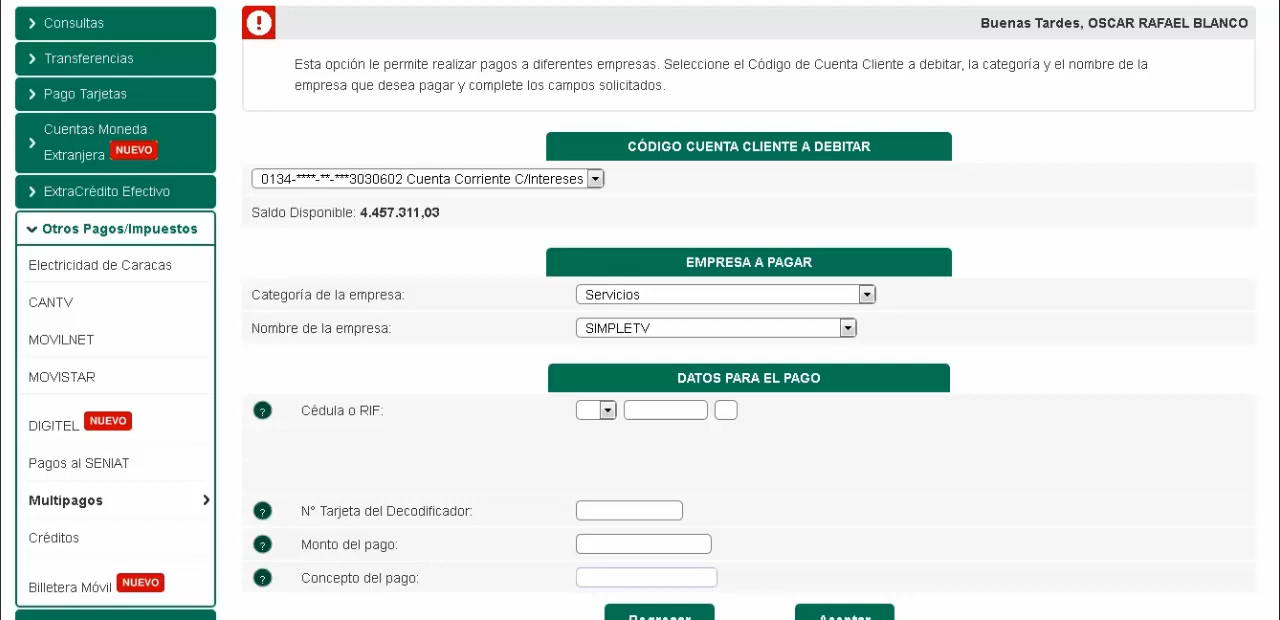 Consultas
Transferencias
Pago Tarjetas
Cuentas Moneda
Extranjera NUEVO
ExtraCrédito Efectivo
Otros Pagos/Impuestos
Electricidad de Caracas
CANTV
MOVILNET
MOVISTAR
DIGITEL NUEVO
Pagos al SENIAT
Multipagos
Créditos
Billetera Móvil NUEVO
Buenas Tardes, OSCAR RAFAEL BLANCO
Esta opción le permite realizar pagos a diferentes empresas. Seleccione el Código de Cuenta Cliente a debitar, la categoría y el nombre de la
empresa que desea pagar y complete los campos solicitados.
CÓDIGO CUENTA CLIENTE A DEBITAR
0134-****-**-***3030602 Cuenta Corriente C/Intereses
Saldo Disponible: 4.457.311,03
EMPRESA A PAGAR
Categoría de la empresa: Servicios
Nombre de la empresa: SIMPLETV
DATOS PARA EL PAGO
? Cédula o RIF:
? N° Tarjeta del Decodificador:
? Monto del pago:
? Concepto del pago:
Regresar Aceptar